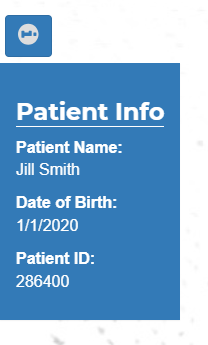 Patient Info
Patient Name:
Jill Smith
Date of Birth:
1/1/2020
Patient ID:
286400